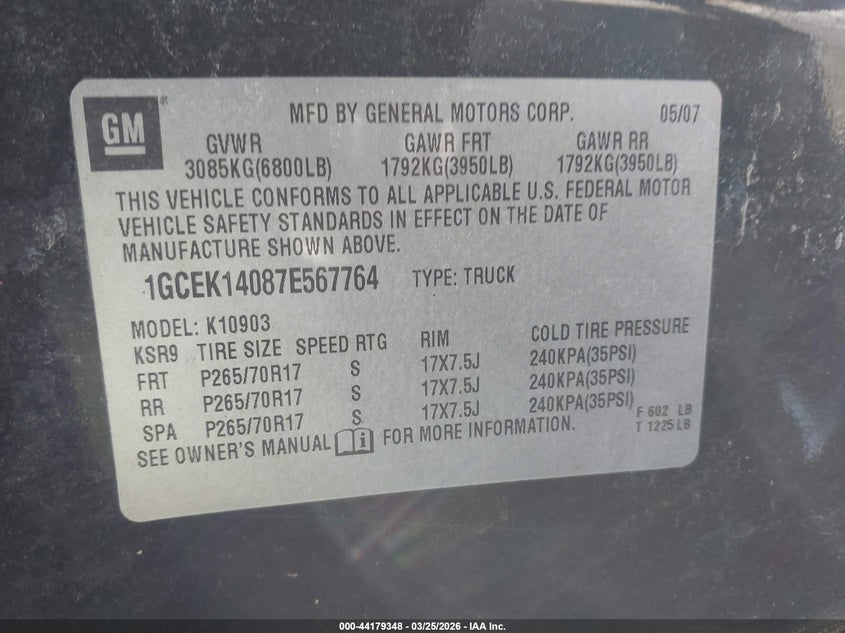 GM
MFD BY GENERAL MOTORS CORP. 05/07
GVWR GAWR FRT GAWR RR
3085KG(6800LB) 1792KG(3950LB) 1792KG(3950LB)
THIS VEHICLE CONFORMS TO ALL APPLICABLE U.S. FEDERAL MOTOR
VEHICLE SAFETY STANDARDS IN EFFECT ON THE DATE OF
MANUFACTURE SHOWN ABOVE.
1GCEK14087E567764 TYPE: TRUCK
MODEL: K10903
KSR9 TIRE SIZE SPEED RTG RIM COLD TIRE PRESSURE
FRT P265/70R17 S 17X7.5J 240KPA(35PSI)
RR P265/70R17 S 17X7.5J 240KPA(35PSI)
SPA P265/70R17 S 17X7.5J 240KPA(35PSI)
SEE OWNER'S MANUAL i FOR MORE INFORMATION.
F 602 LB
T 1225 LB
000-44179348 - 03/25/2026 - IAA Inc.